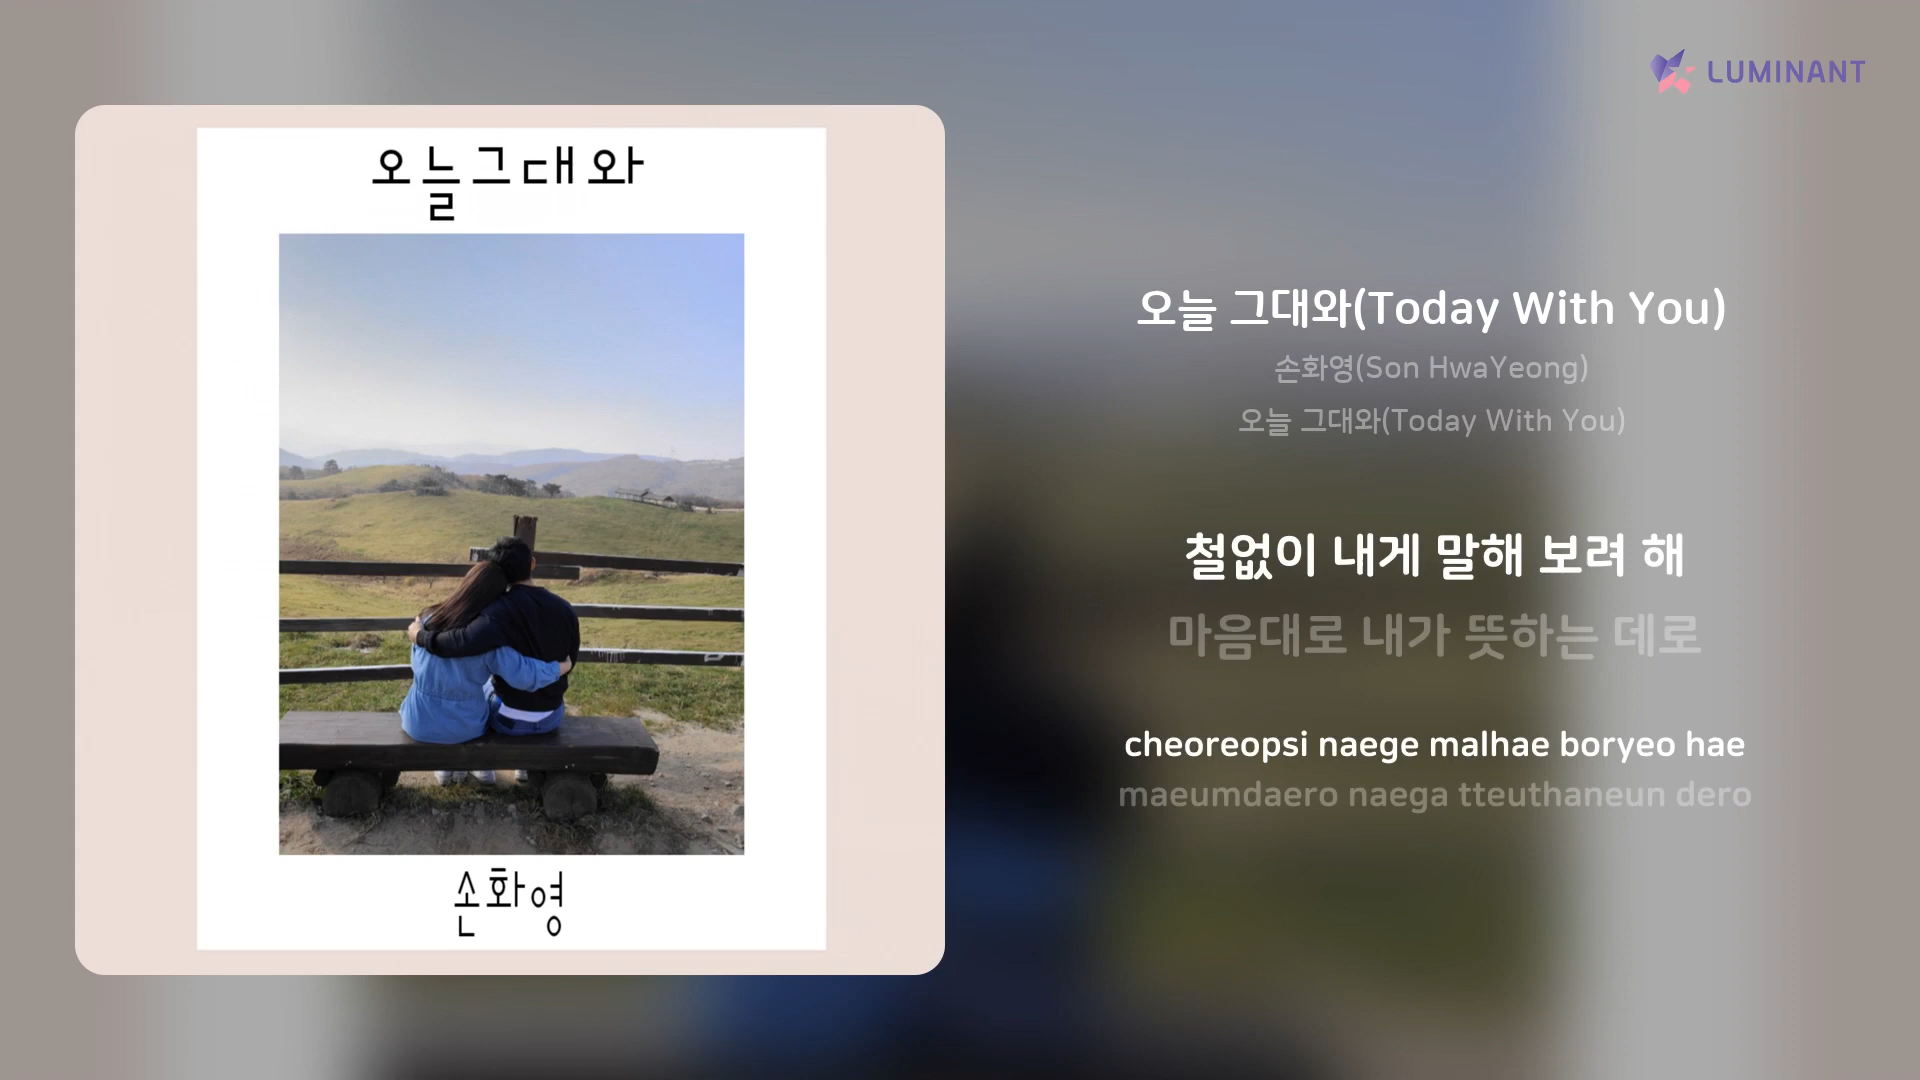 오늘그대와
손화영
LUMINANT
오늘 그대와(Today With You)
손화영(Son HwaYeong)
오늘 그대와(Today With You)
철없이 내게 말해 보려 해
마음대로 내가 뜻하는 데로
cheoreopsi naege malhae boryeo hae
maeumdaero naega tteuthaneun dero